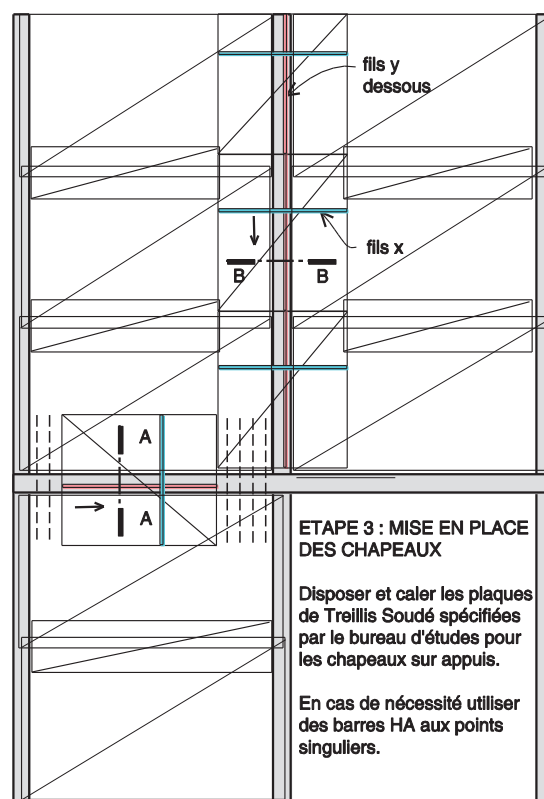 fils y
dessous
fils x
B
B
A
A
ETAPE 3 : MISE EN PLACE
DES CHAPEAUX
Disposer et caler les plaques
de Treillis Soudé spécifiées
par le bureau d'études pour
les chapeaux sur appuis.
En cas de nécessité utiliser
des barres HA aux points
singuliers.